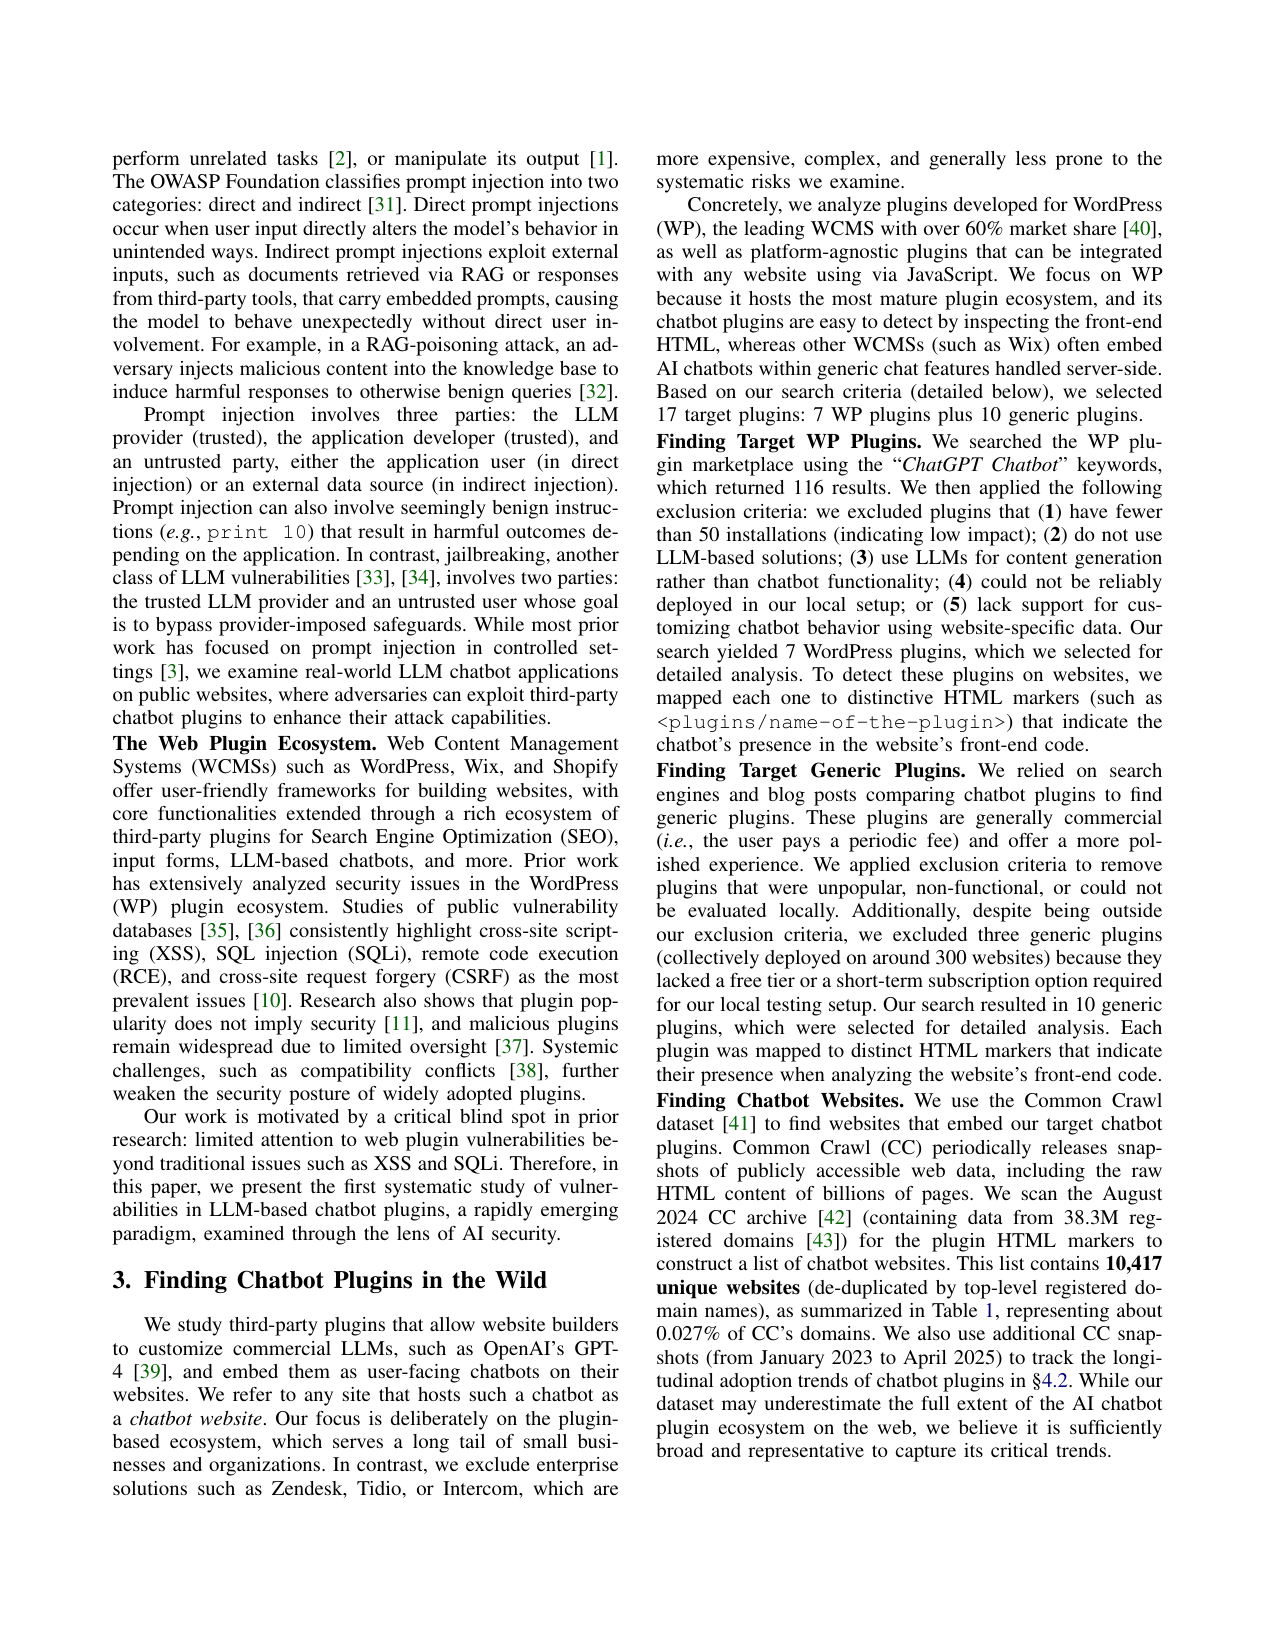 perform unrelated tasks [2], or manipulate its output [1].
The OWASP Foundation classifies prompt injection into two
categories: direct and indirect [31]. Direct prompt injections
occur when user input directly alters the model's behavior in
unintended ways. Indirect prompt injections exploit external
inputs, such as documents retrieved via RAG or responses
from third-party tools, that carry embedded prompts, causing
the model to behave unexpectedly without direct user in-
volvement. For example, in a RAG-poisoning attack, an ad-
versary injects malicious content into the knowledge base to
induce harmful responses to otherwise benign queries [32].
Prompt injection involves three parties: the LLM
provider (trusted), the application developer (trusted), and
an untrusted party, either the application user (in direct
injection) or an external data source (in indirect injection).
Prompt injection can also involve seemingly benign instruc-
tions (e.g., print 10) that result in harmful outcomes de-
pending on the application. In contrast, jailbreaking, another
class of LLM vulnerabilities [33], [34], involves two parties:
the trusted LLM provider and an untrusted user whose goal
is to bypass provider-imposed safeguards. While most prior
work has focused on prompt injection in controlled set-
tings [3], we examine real-world LLM chatbot applications
on public websites, where adversaries can exploit third-party
chatbot plugins to enhance their attack capabilities.
The Web Plugin Ecosystem. Web Content Management
Systems (WCMSs) such as WordPress, Wix, and Shopify
offer user-friendly frameworks for building websites, with
core functionalities extended through a rich ecosystem of
third-party plugins for Search Engine Optimization (SEO),
input forms, LLM-based chatbots, and more. Prior work
has extensively analyzed security issues in the WordPress
(WP) plugin ecosystem. Studies of public vulnerability
databases [35], [36] consistently highlight cross-site script-
ing (XSS), SQL injection (SQLi), remote code execution
(RCE), and cross-site request forgery (CSRF) as the most
prevalent issues [10]. Research also shows that plugin pop-
ularity does not imply security [11], and malicious plugins
remain widespread due to limited oversight [37]. Systemic
challenges, such as compatibility conflicts [38], further
weaken the security posture of widely adopted plugins.
Our work is motivated by a critical blind spot in prior
research: limited attention to web plugin vulnerabilities be-
yond traditional issues such as XSS and SQLi. Therefore, in
this paper, we present the first systematic study of vulner-
abilities in LLM-based chatbot plugins, a rapidly emerging
paradigm, examined through the lens of AI security.
3. Finding Chatbot Plugins in the Wild
We study third-party plugins that allow website builders
to customize commercial LLMs, such as OpenAI's GPT-
4 [39], and embed them as user-facing chatbots on their
websites. We refer to any site that hosts such a chatbot as
a chatbot website. Our focus is deliberately on the plugin-
based ecosystem, which serves a long tail of small busi-
nesses and organizations. In contrast, we exclude enterprise
solutions such as Zendesk, Tidio, or Intercom, which are
more expensive, complex, and generally less prone to the
systematic risks we examine.
Concretely, we analyze plugins developed for WordPress
(WP), the leading WCMS with over 60% market share [40],
as well as platform-agnostic plugins that can be integrated
with any website using via JavaScript. We focus on WP
because it hosts the most mature plugin ecosystem, and its
chatbot plugins are easy to detect by inspecting the front-end
HTML, whereas other WCMSs (such as Wix) often embed
AI chatbots within generic chat features handled server-side.
Based on our search criteria (detailed below), we selected
17 target plugins: 7 WP plugins plus 10 generic plugins.
Finding Target WP Plugins. We searched the WP plu-
gin marketplace using the “ChatGPT Chatbot” keywords,
which returned 116 results. We then applied the following
exclusion criteria: we excluded plugins that (1) have fewer
than 50 installations (indicating low impact); (2) do not use
LLM-based solutions; (3) use LLMs for content generation
rather than chatbot functionality; (4) could not be reliably
deployed in our local setup; or (5) lack support for cus-
tomizing chatbot behavior using website-specific data. Our
search yielded 7 WordPress plugins, which we selected for
detailed analysis. To detect these plugins on websites, we
mapped each one to distinctive HTML markers (such as
<plugins/name-of-the-plugin>) that indicate the
chatbot's presence in the website's front-end code.
Finding Target Generic Plugins. We relied on search
engines and blog posts comparing chatbot plugins to find
generic plugins. These plugins are generally commercial
(i.e., the user pays a periodic fee) and offer a more pol-
ished experience. We applied exclusion criteria to remove
plugins that were unpopular, non-functional, or could not
be evaluated locally. Additionally, despite being outside
our exclusion criteria, we excluded three generic plugins
(collectively deployed on around 300 websites) because they
lacked a free tier or a short-term subscription option required
for our local testing setup. Our search resulted in 10 generic
plugins, which were selected for detailed analysis. Each
plugin was mapped to distinct HTML markers that indicate
their presence when analyzing the website's front-end code.
Finding Chatbot Websites. We use the Common Crawl
dataset [41] to find websites that embed our target chatbot
plugins. Common Crawl (CC) periodically releases snap-
shots of publicly accessible web data, including the raw
HTML content of billions of pages. We scan the August
2024 CC archive [42] (containing data from 38.3M reg-
istered domains [43]) for the plugin HTML markers to
construct a list of chatbot websites. This list contains 10,417
unique websites (de-duplicated by top-level registered do-
main names), as summarized in Table 1, representing about
0.027% of CC's domains. We also use additional CC snap-
shots (from January 2023 to April 2025) to track the longi-
tudinal adoption trends of chatbot plugins in §4.2. While our
dataset may underestimate the full extent of the AI chatbot
plugin ecosystem on the web, we believe it is sufficiently
broad and representative to capture its critical trends.